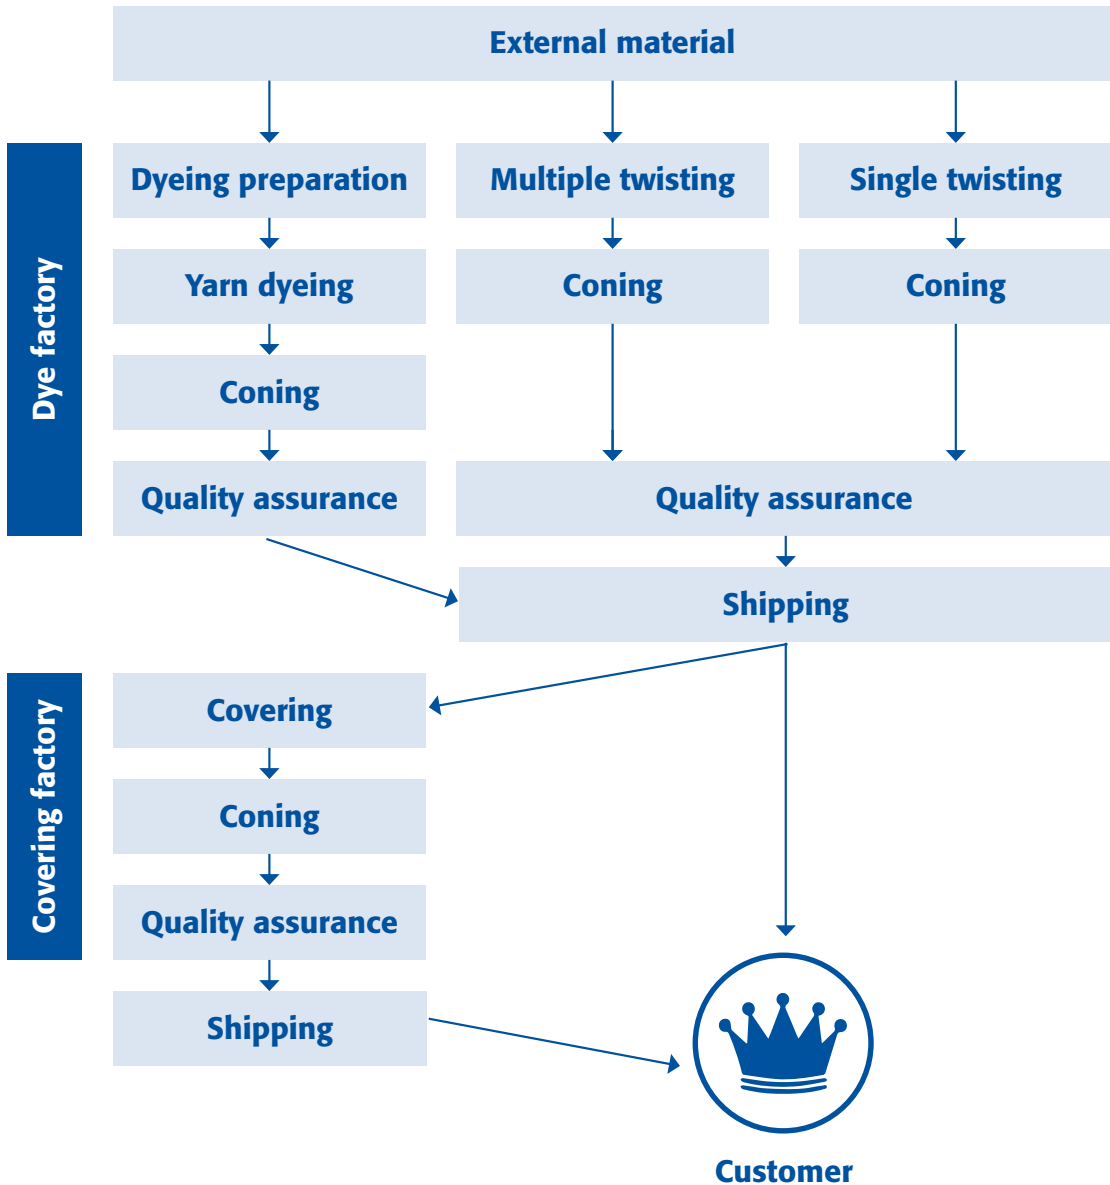 External material
Dye factory
Dyeing preparation
Multiple twisting
Single twisting
Yarn dyeing
Coning
Coning
Coning
Quality assurance
Quality assurance
Shipping
Covering factory
Covering
Coning
Quality assurance
Shipping
Customer